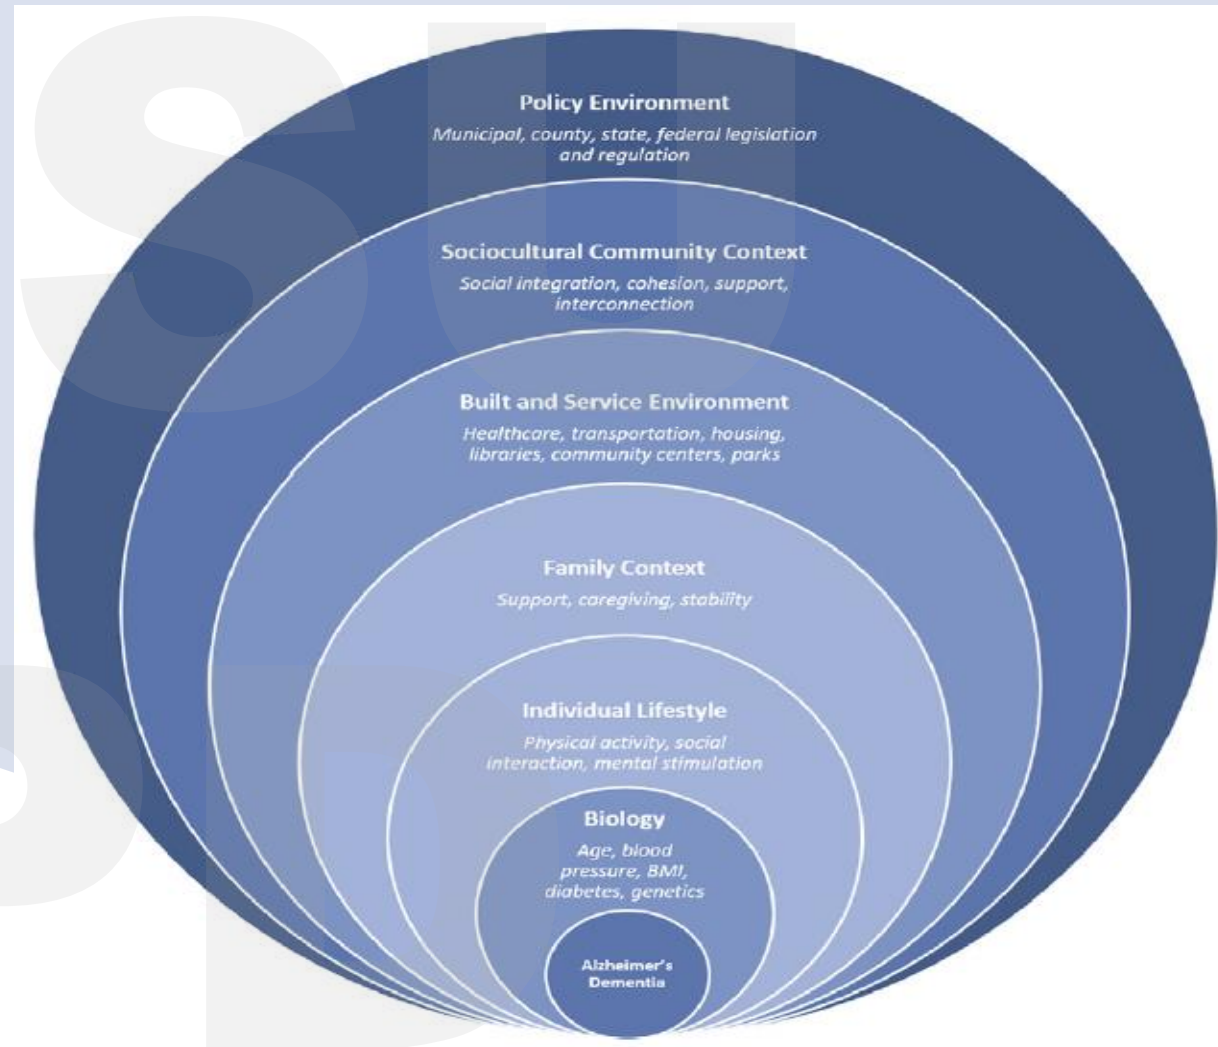 Policy Environment
Municipal, county, state, federal legislation
and regulation
Sociocultural Community Context
Social integration, cohesion, support,
interconnection
Built and Service Environment
Healthcare, transportation, housing,
libraries, community centers, parks
Family Context
Support, caregiving, stability
Individual Lifestyle
Physical activity, social
interaction, mental stimulation
Biology
Age, blood
pressure, BMI,
diabetes, genetics
Alzheimer's
Dementia